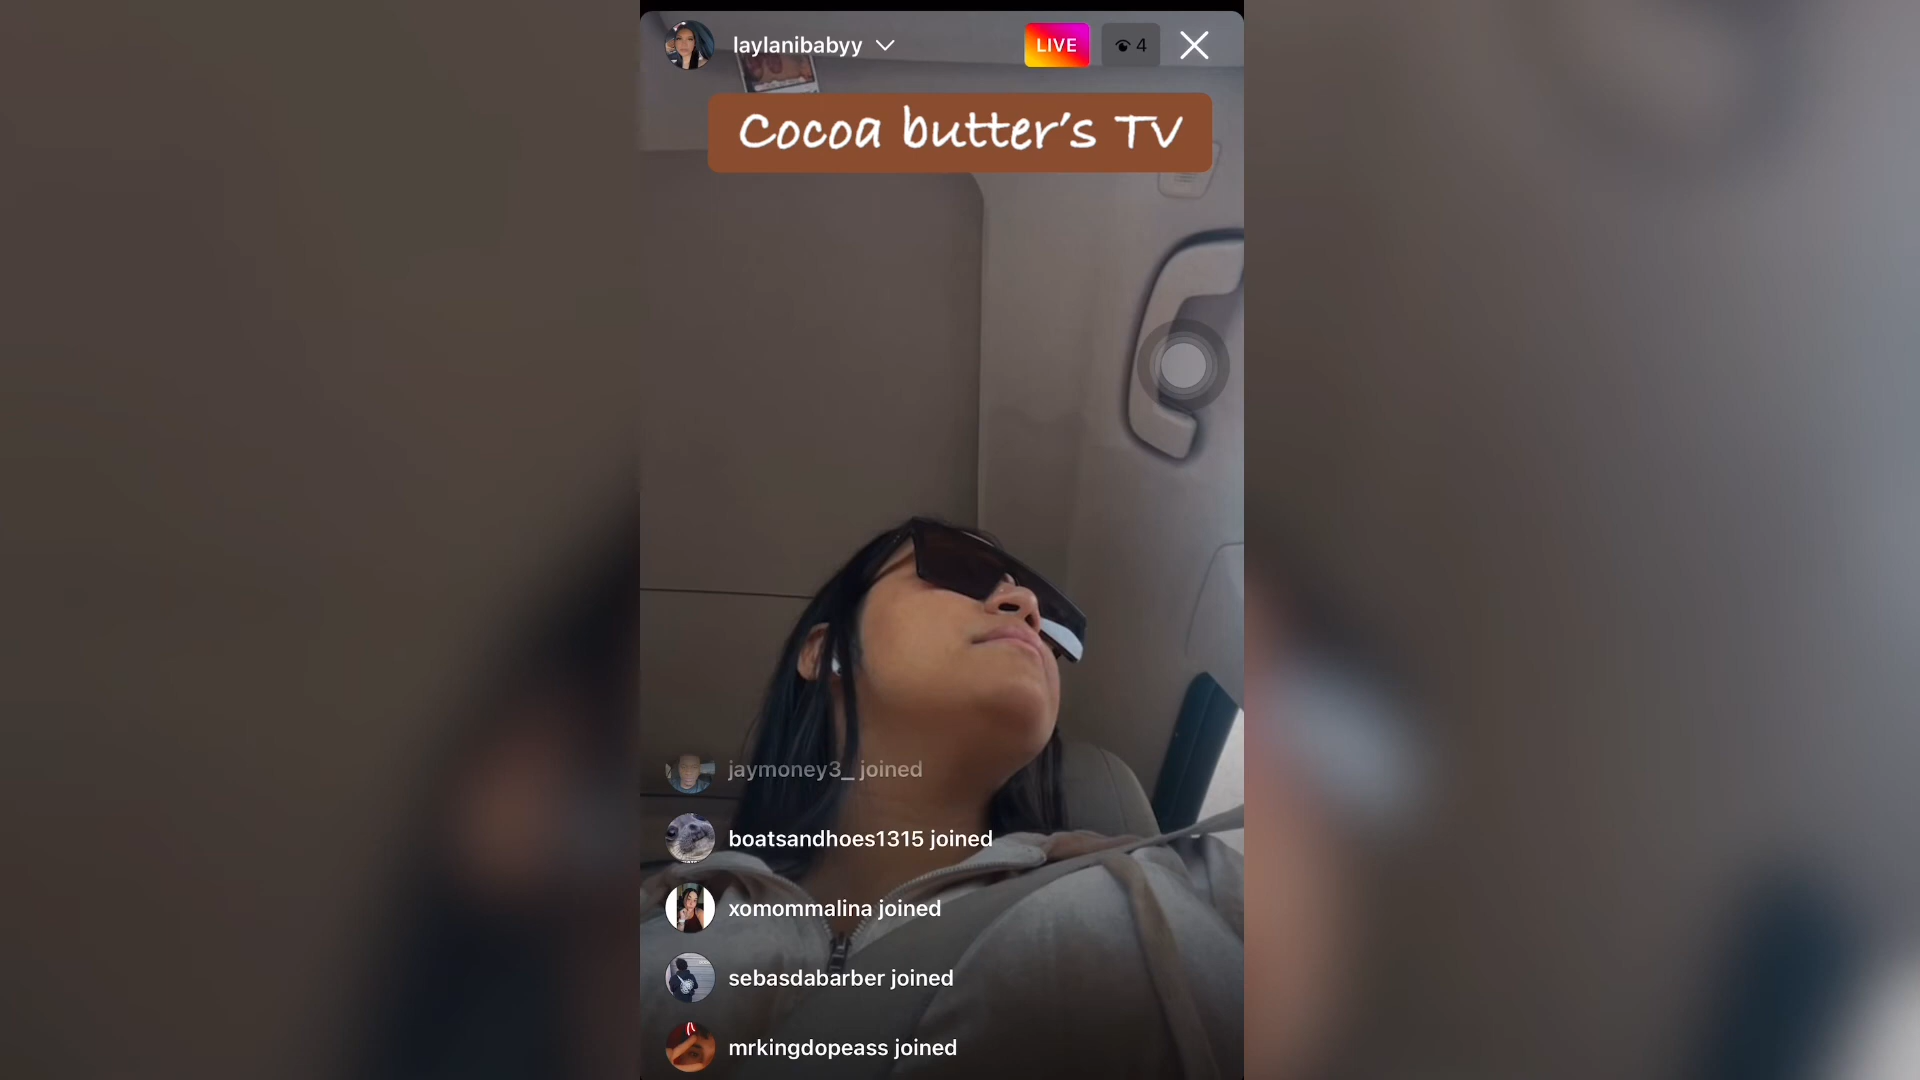 laylanibabyy
LIVE
4
Cocoa butter's TV
jaymoney3_ joined
boatsandhoes1315 joined
xomommalina joined
sebasdabarber joined
mrkingdopeass joined